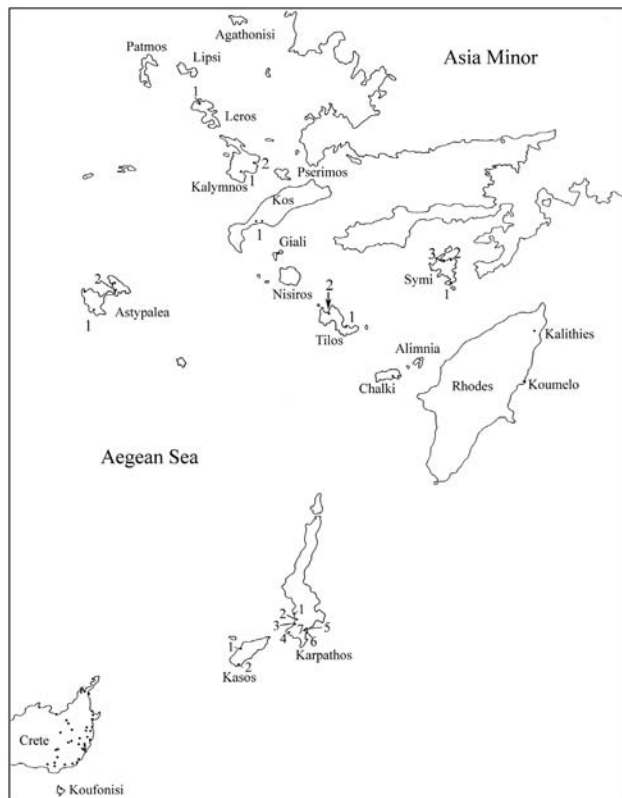 Agathonisi
Patmos
Lipsi
Asia Minor
1
Leros
2
Pserimos
Kalymnos
1
Kos
1
Giali
3
2
Symi
1
Nisiros
2
2
1
Astypalea
1
Tilos
Alimnia
Kalithies
Chalki
Rhodes
Koumelo
Aegean Sea
2
1
3
7
5
4
6
Karpathos
1
2
Kasos
Crete
Koufonisi